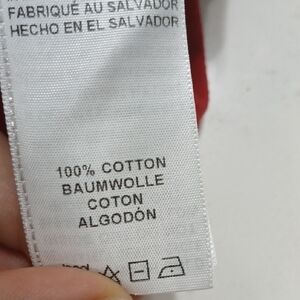 FABRIQUÉ AU SALVADOR
HECHO EN EL SALVADOR
100% COTTON
BAUMWOLLE
COTON
ALGODÓN